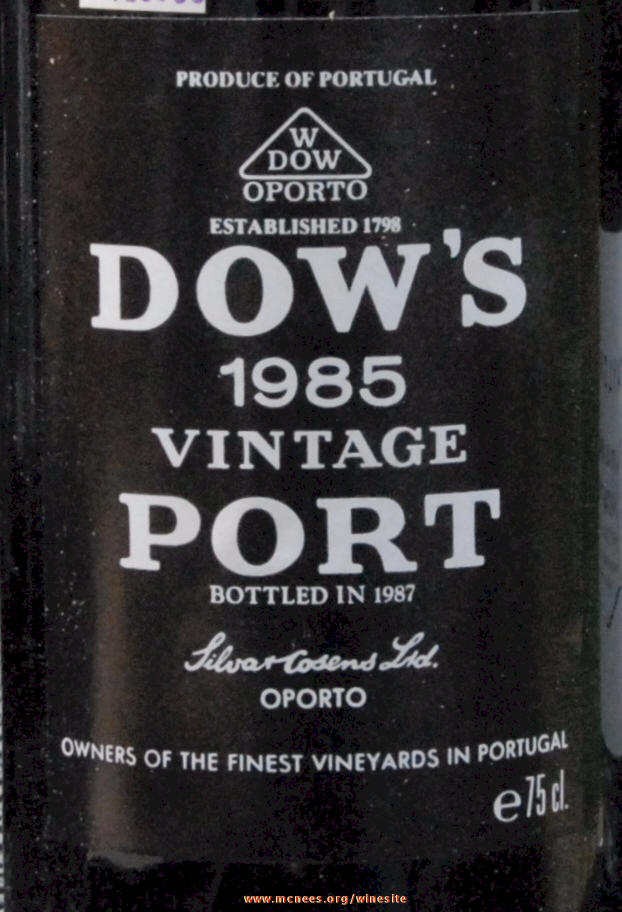 PRODUCE OF PORTUGAL
W
DOW
OPORTO
ESTABLISHED 1798
DOW'S
1985
VINTAGE
PORT
BOTTLED IN 1987
Silva & Cosens Ltd.
OPORTO
OWNERS OF THE FINEST VINEYARDS IN PORTUGAL
e 75 cl.
www.mcnees.org/winesite